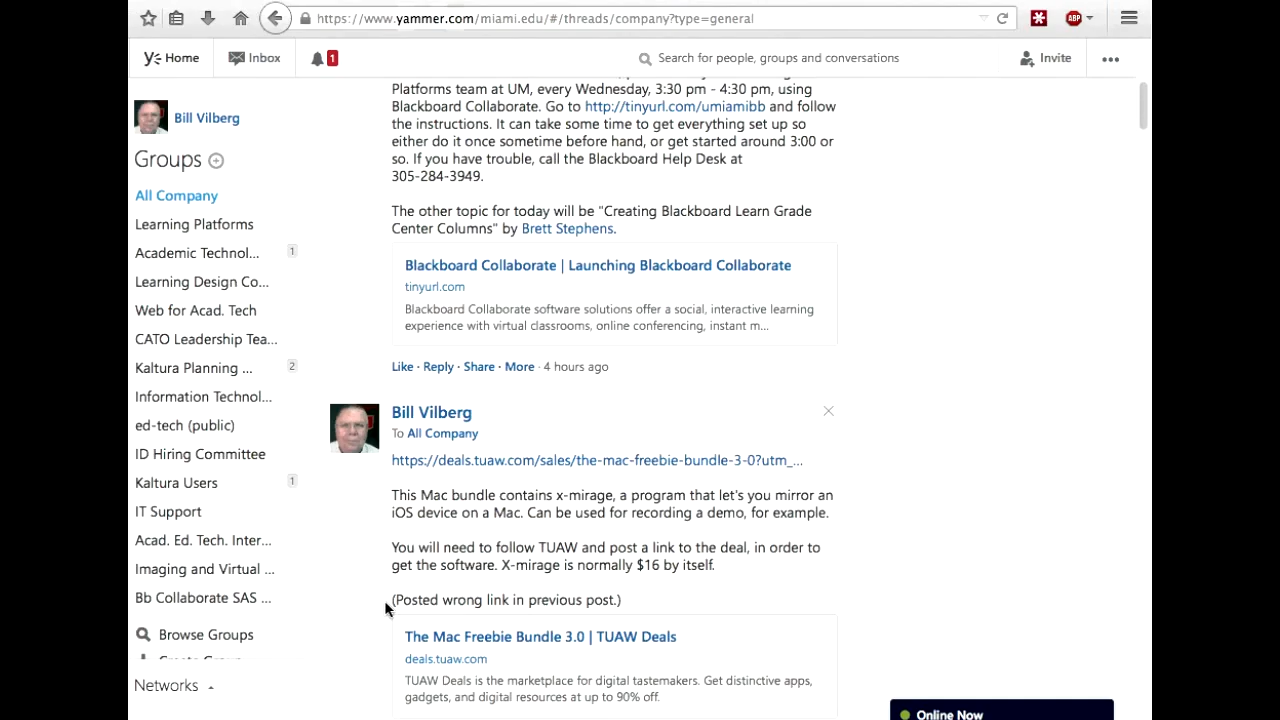 https://www.yammer.com/miami.edu/#/threads/company?type=general
ABP
Home
Inbox
1
Search for people, groups and conversations
Invite
Bill Vilberg
Groups
All Company
Learning Platforms
Academic Technol... 1
Learning Design Co...
Web for Acad. Tech
CATO Leadership Tea...
Kaltura Planning ... 2
Information Technol...
ed-tech (public)
ID Hiring Committee
Kaltura Users 1
IT Support
Acad. Ed. Tech. Inter...
Imaging and Virtual ...
Bb Collaborate SAS ...
Browse Groups
Networks
Platforms team at UM, every Wednesday, 3:30 pm - 4:30 pm, using
Blackboard Collaborate. Go to http://tinyurl.com/umiamibb and follow
the instructions. It can take some time to get everything set up so
either do it once sometime before hand, or get started around 3:00 or
so. If you have trouble, call the Blackboard Help Desk at
305-284-3949.
The other topic for today will be "Creating Blackboard Learn Grade
Center Columns" by Brett Stephens.
Blackboard Collaborate | Launching Blackboard Collaborate
tinyurl.com
Blackboard Collaborate software solutions offer a social, interactive learning
experience with virtual classrooms, online conferencing, instant m...
Like · Reply · Share · More · 4 hours ago
Bill Vilberg
To All Company
https://deals.tuaw.com/sales/the-mac-freebie-bundle-3-0?utm_...
This Mac bundle contains x-mirage, a program that let's you mirror an
iOS device on a Mac. Can be used for recording a demo, for example.
You will need to follow TUAW and post a link to the deal, in order to
get the software. X-mirage is normally $16 by itself.
(Posted wrong link in previous post.)
The Mac Freebie Bundle 3.0 | TUAW Deals
deals.tuaw.com
TUAW Deals is the marketplace for digital tastemakers. Get distinctive apps,
gadgets, and digital resources at up to 90% off.
Online Now